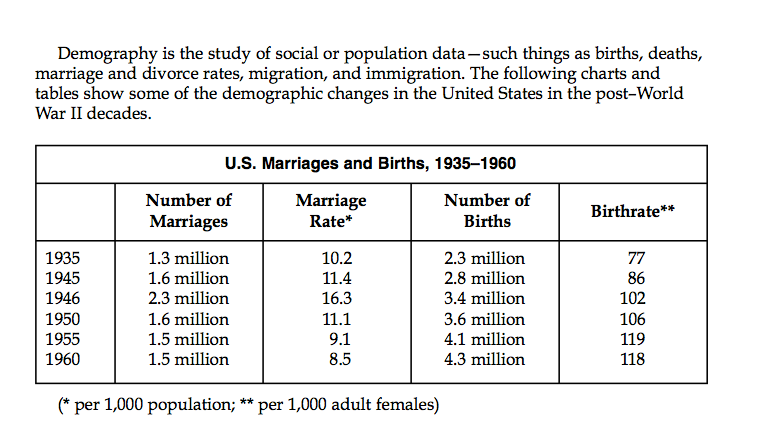 Demography is the study of social or population data—such things as births, deaths,
marriage and divorce rates, migration, and immigration. The following charts and
tables show some of the demographic changes in the United States in the post–World
War II decades.
U.S. Marriages and Births, 1935–1960
Number of Marriages Marriage Rate* Number of Births Birthrate**
1935 1.3 million 10.2 2.3 million 77
1945 1.6 million 11.4 2.8 million 86
1946 2.3 million 16.3 3.4 million 102
1950 1.6 million 11.1 3.6 million 106
1955 1.5 million 9.1 4.1 million 119
1960 1.5 million 8.5 4.3 million 118
(* per 1,000 population; ** per 1,000 adult females)